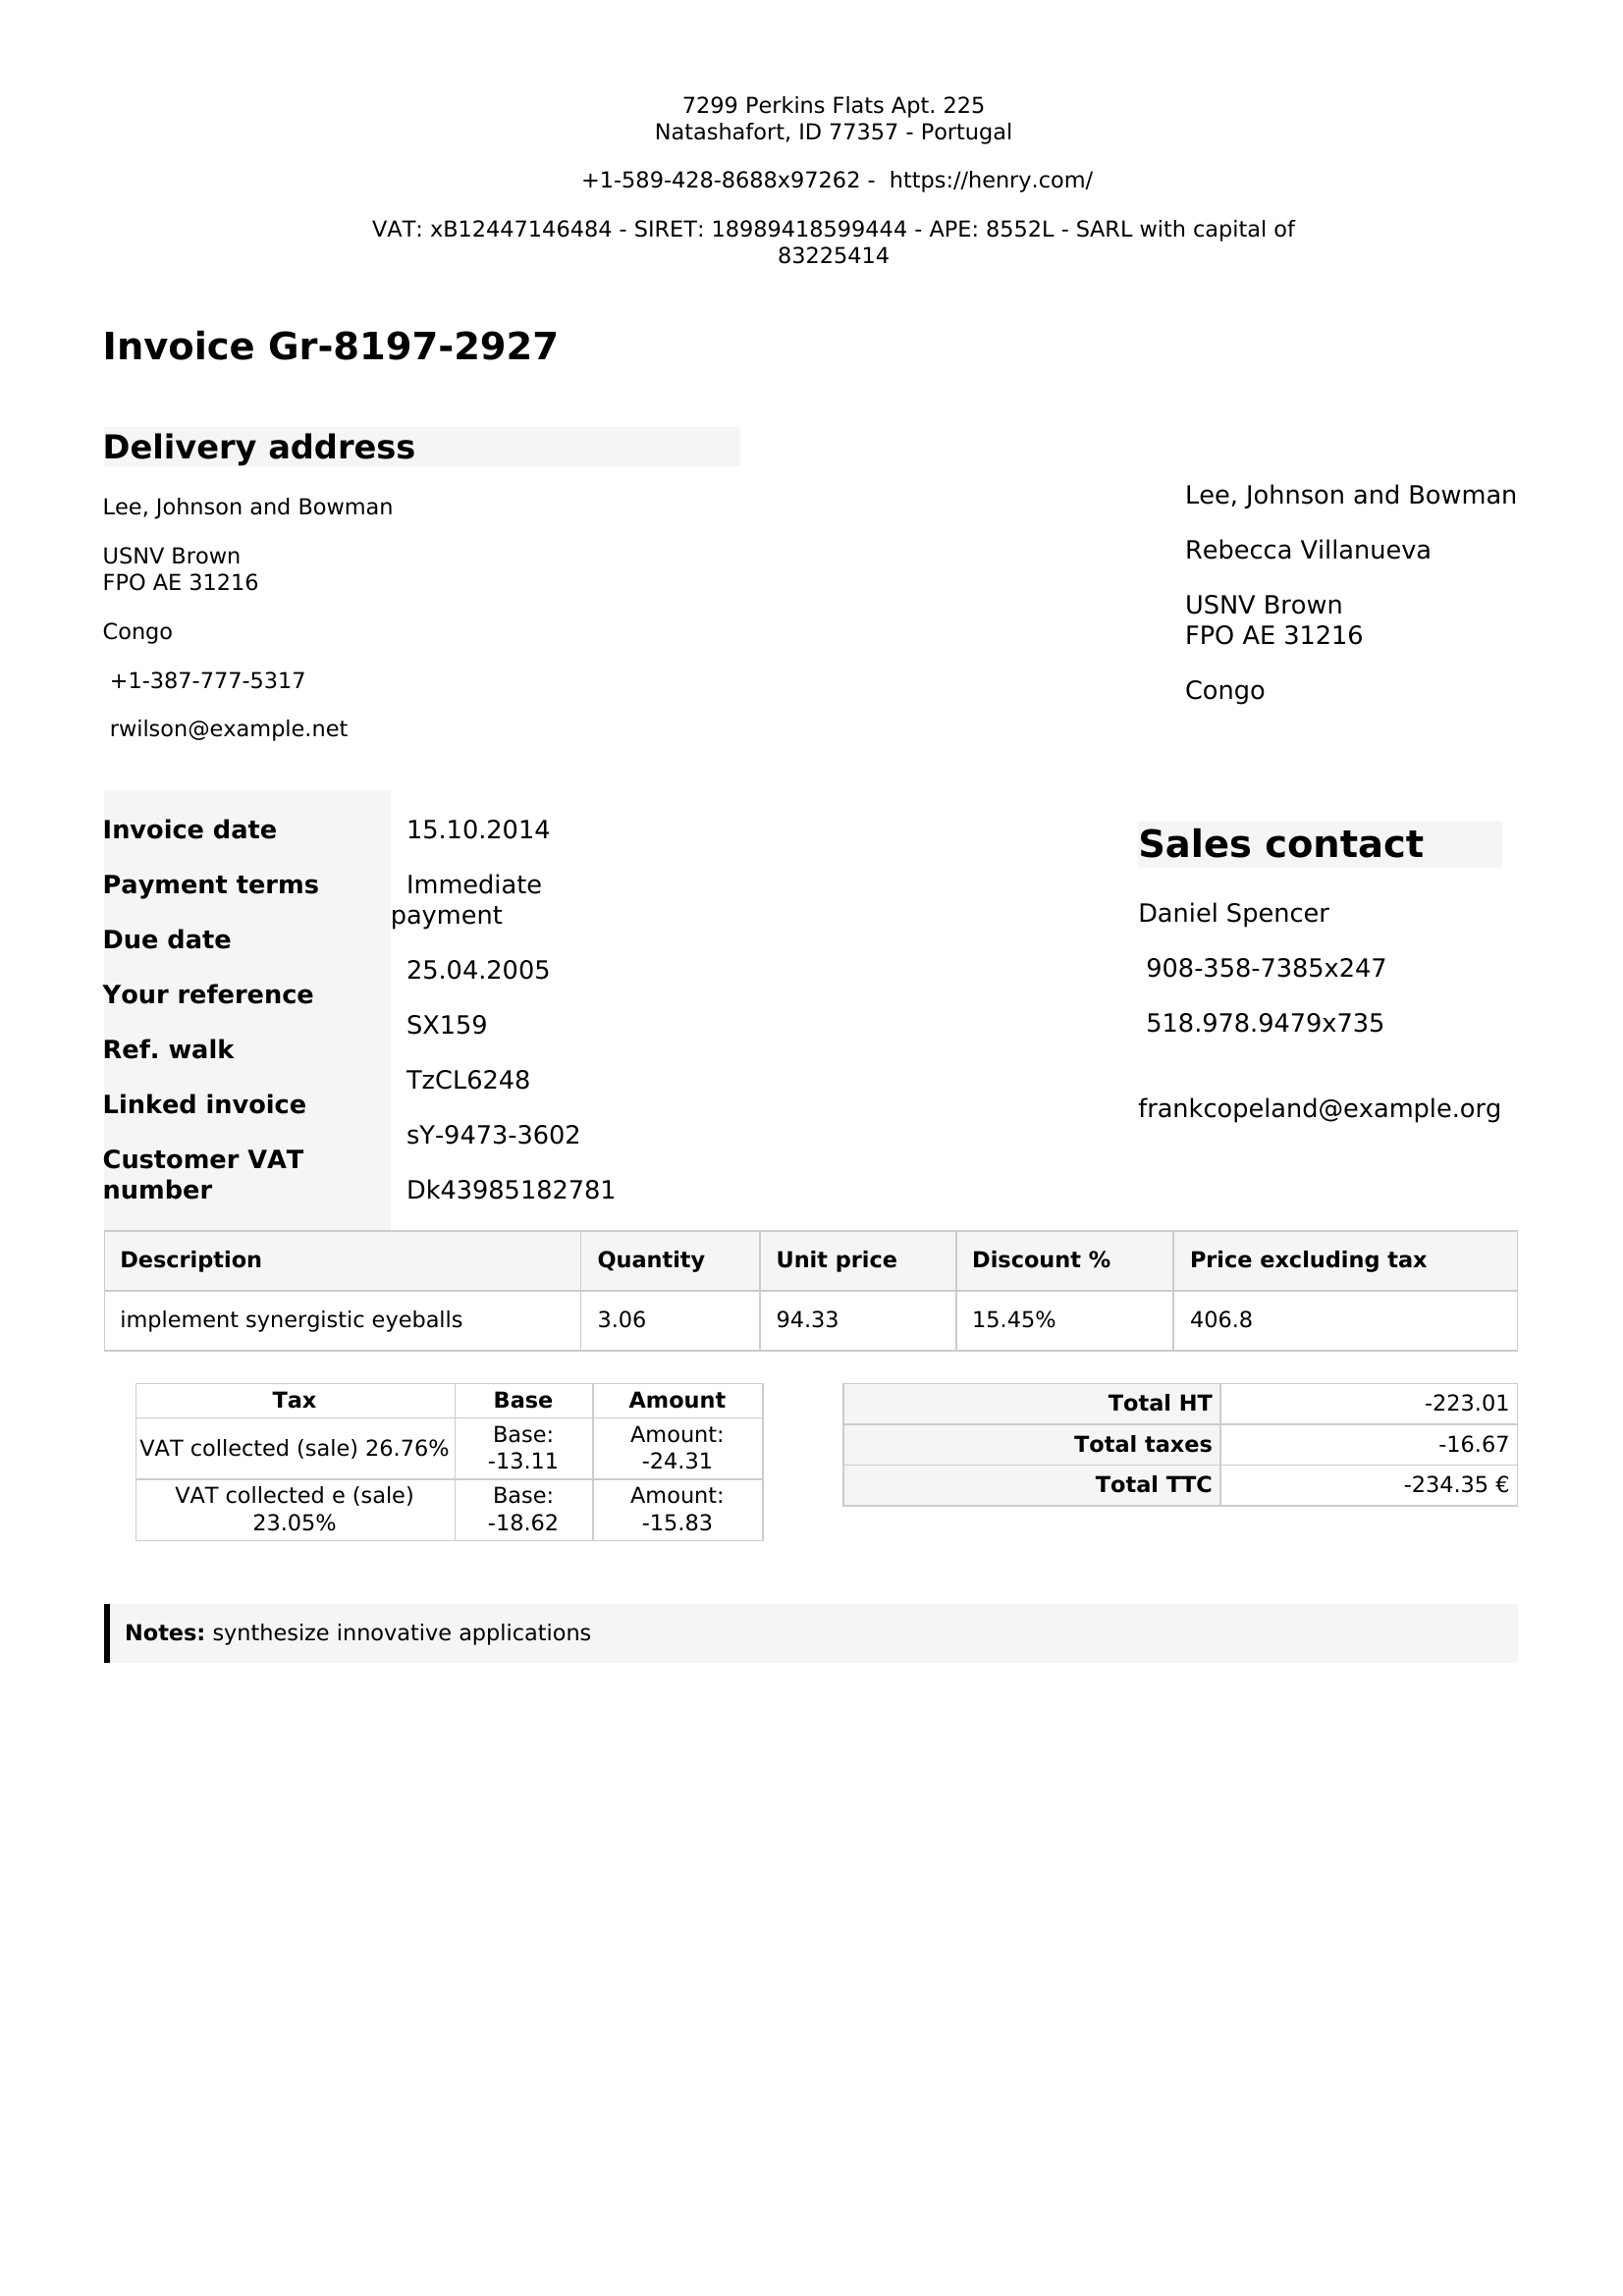 7299 Perkins Flats Apt. 225
Natashafort, ID 77357 - Portugal
+1-589-428-8688x97262 -  https://henry.com/
VAT: xB12447146484 - SIRET: 18989418599444 - APE: 8552L - SARL with capital of
83225414
Invoice Gr-8197-2927
Delivery address
Lee, Johnson and Bowman
USNV Brown
FPO AE 31216
Congo
+1-387-777-5317
rwilson@example.net
Lee, Johnson and Bowman
Rebecca Villanueva
USNV Brown
FPO AE 31216
Congo
Invoice date
Payment terms
Due date
Your reference
Ref. walk
Linked invoice
Customer VAT
number
15.10.2014
Immediate
payment
25.04.2005
SX159
TzCL6248
sY-9473-3602
Dk43985182781
Sales contact
Daniel Spencer
908-358-7385x247
518.978.9479x735
frankcopeland@example.org
Description Quantity Unit price Discount % Price excluding tax
implement synergistic eyeballs 3.06 94.33 15.45% 406.8
Tax Base Amount
VAT collected (sale) 26.76% Base: -13.11 Amount: -24.31
VAT collected e (sale) 23.05% Base: -18.62 Amount: -15.83
Total HT -223.01
Total taxes -16.67
Total TTC -234.35 €
Notes: synthesize innovative applications